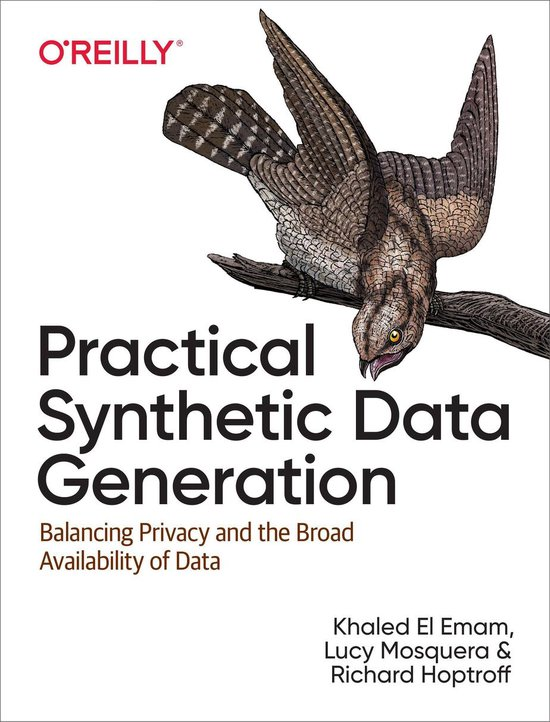 O'REILLY®
Practical
Synthetic Data
Generation
Balancing Privacy and the Broad
Availability of Data
Khaled El Emam,
Lucy Mosquera &
Richard Hoptroff